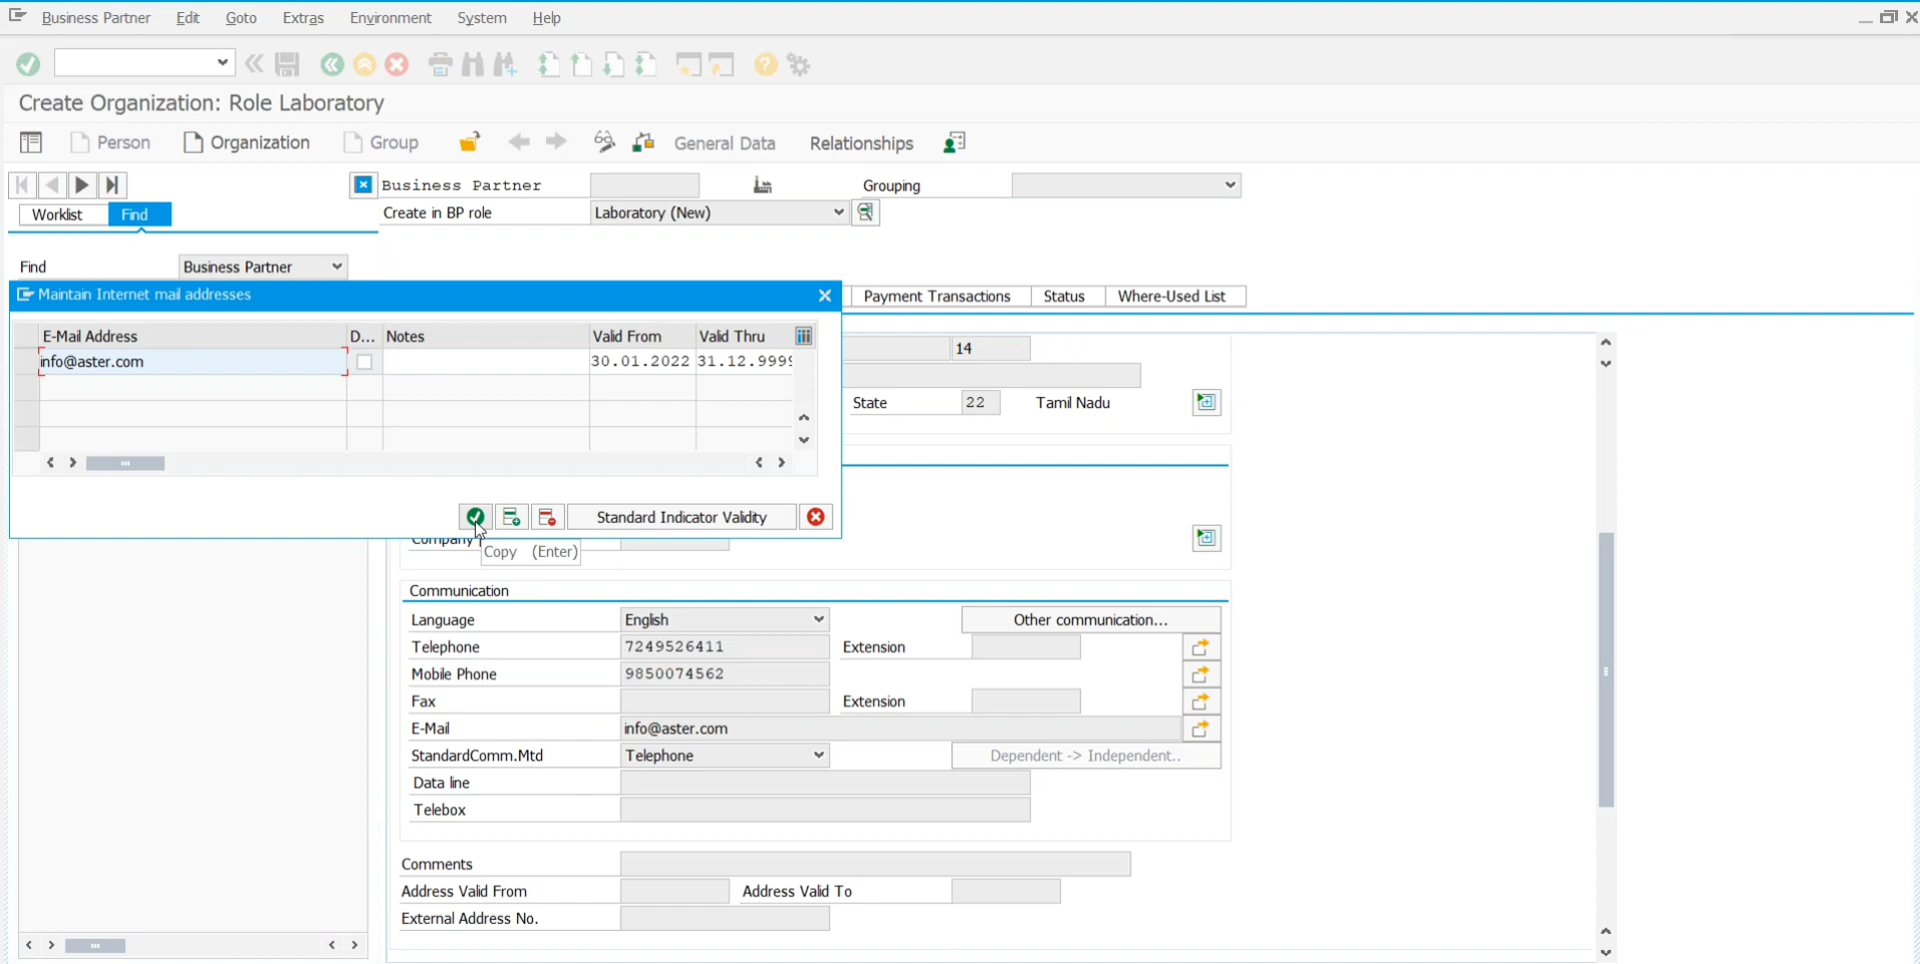 Business Partner Edit Goto Extras Environment System Help
Create Organization: Role Laboratory
Person Organization Group General Data Relationships
Business Partner Grouping
Worklist Find Create in BP role Laboratory (New)
Find Business Partner
Maintain Internet mail addresses
Payment Transactions Status Where-Used List
E-Mail Address D... Notes Valid From Valid Thru
info@aster.com 30.01.2022 31.12.9999
14
State 22 Tamil Nadu
Standard Indicator Validity
Company
Copy (Enter)
Communication
Language English Other communication...
Telephone 7249526411 Extension
Mobile Phone 9850074562
Fax Extension
E-Mail info@aster.com
StandardComm.Mtd Telephone Dependent -> Independent..
Data line
Telebox
Comments
Address Valid From Address Valid To
External Address No.